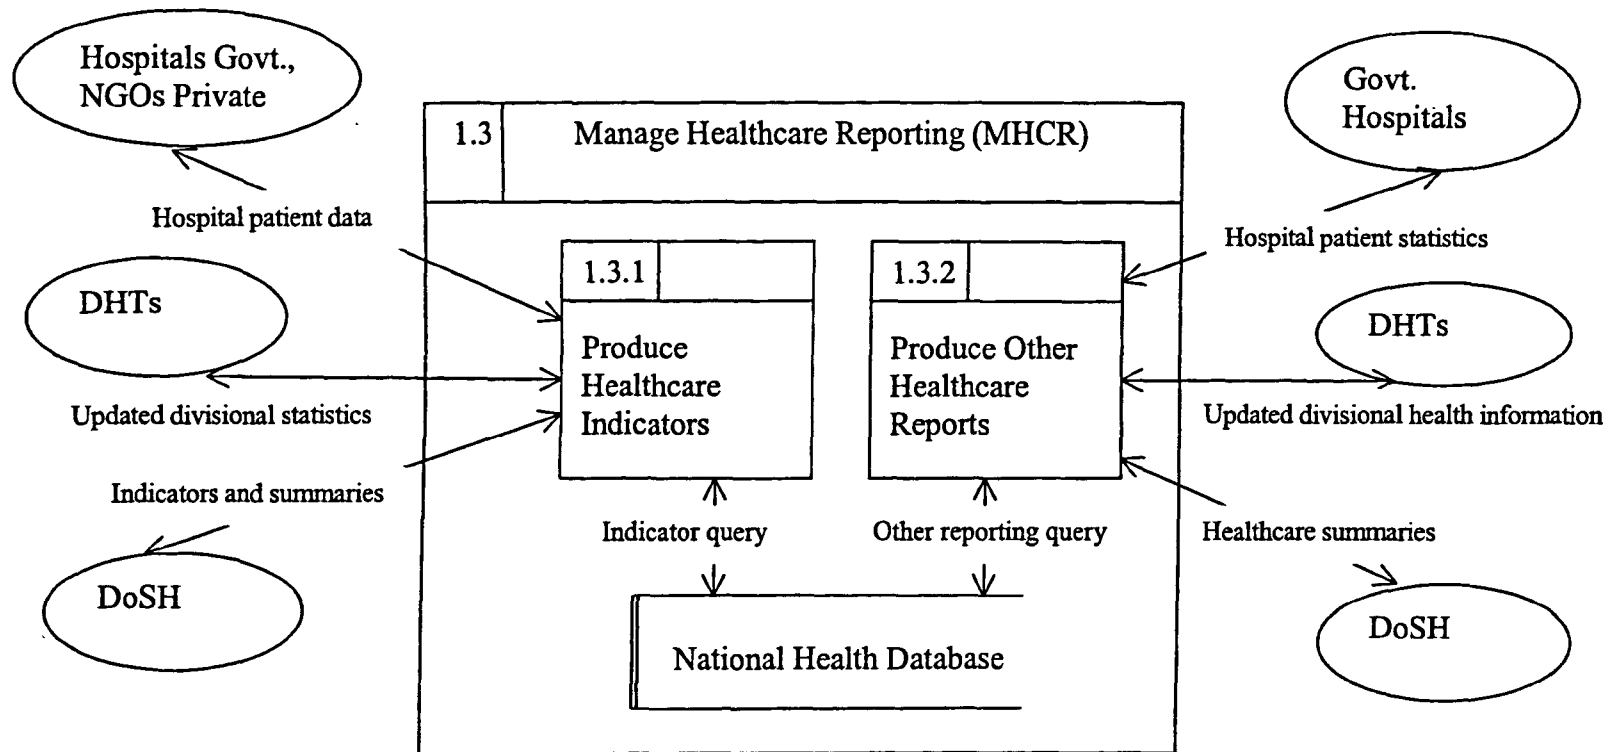 Hospitals Govt.,
NGOs Private
Govt.
Hospitals
1.3
Manage Healthcare Reporting (MHCR)
Hospital patient data
Hospital patient statistics
1.3.1
1.3.2
DHTs
DHTs
Produce
Healthcare
Indicators
Produce Other
Healthcare
Reports
Updated divisional statistics
Updated divisional health information
Indicators and summaries
Indicator query
Other reporting query
Healthcare summaries
DoSH
DoSH
National Health Database